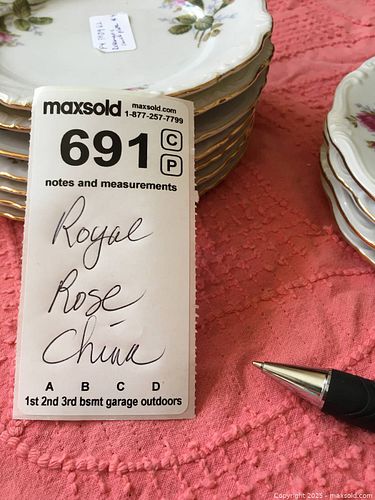 maxsold maxsold.com
1-877-257-7799
691 C
P
notes and measurements
Royal
Rose
China
A B C D
1st 2nd 3rd bsmt garage outdoors
Copyright 2025 - maxsold.com